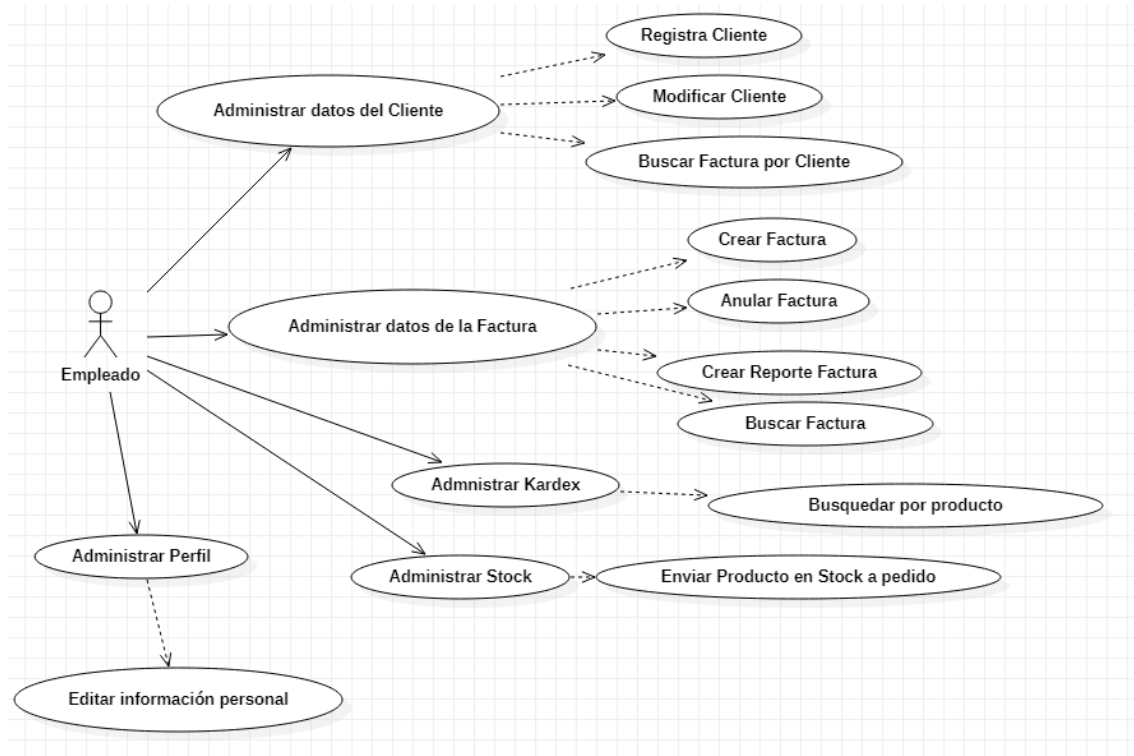 Registra Cliente
Administrar datos del Cliente
Modificar Cliente
Buscar Factura por Cliente
Crear Factura
Anular Factura
Administrar datos de la Factura
Crear Reporte Factura
Empleado
Buscar Factura
Admnistrar Kardex
Busquedar por producto
Administrar Perfil
Administrar Stock
Enviar Producto en Stock a pedido
Editar información personal